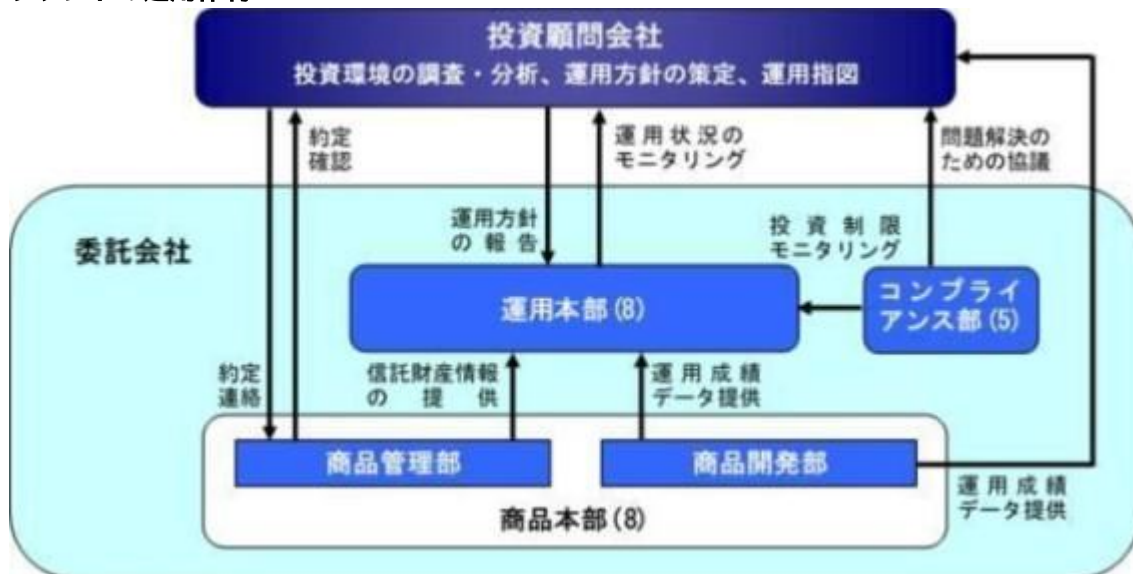 投資顧問会社
投資環境の調査・分析、運用方針の策定、運用指図
約定
確認
運用状況の
モニタリング
問題解決の
ための協議
委託会社
運用方針
の報告
投資制限
モニタリング
運用本部(8)
コンプライ
アンス部(5)
約定
連絡
信託財産情報
の提供
運用成績
データ提供
商品管理部
商品開発部
運用成績
データ提供
商品本部(8)